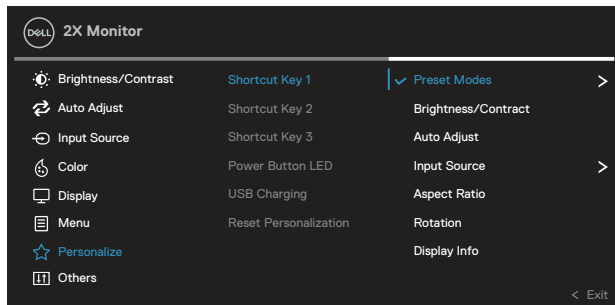 DELL 2X Monitor
Brightness/Contrast Shortcut Key 1 Preset Modes >
Auto Adjust Shortcut Key 2 Brightness/Contract
Input Source Shortcut Key 3 Auto Adjust
Color Power Button LED Input Source >
Display USB Charging Aspect Ratio
Menu Reset Personalization Rotation
Personalize Display Info
Others
< Exit